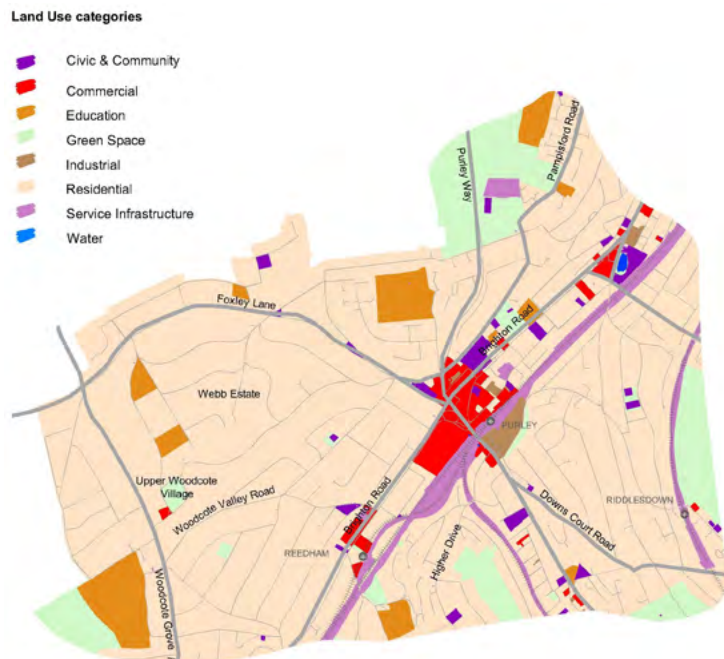 Land Use categories
Civic & Community
Commercial
Education
Green Space
Industrial
Residential
Service Infrastructure
Water
Pampisford Road
Purley Way
Foxley Lane
Brighton Road
Webb Estate
PURLEY
Upper Woodcote
Village
Woodcote Valley Road
Brighton Road
Downs Court Road
RIDDLESDOWN
REEDHAM
Higher Drive
Woodcote Grove